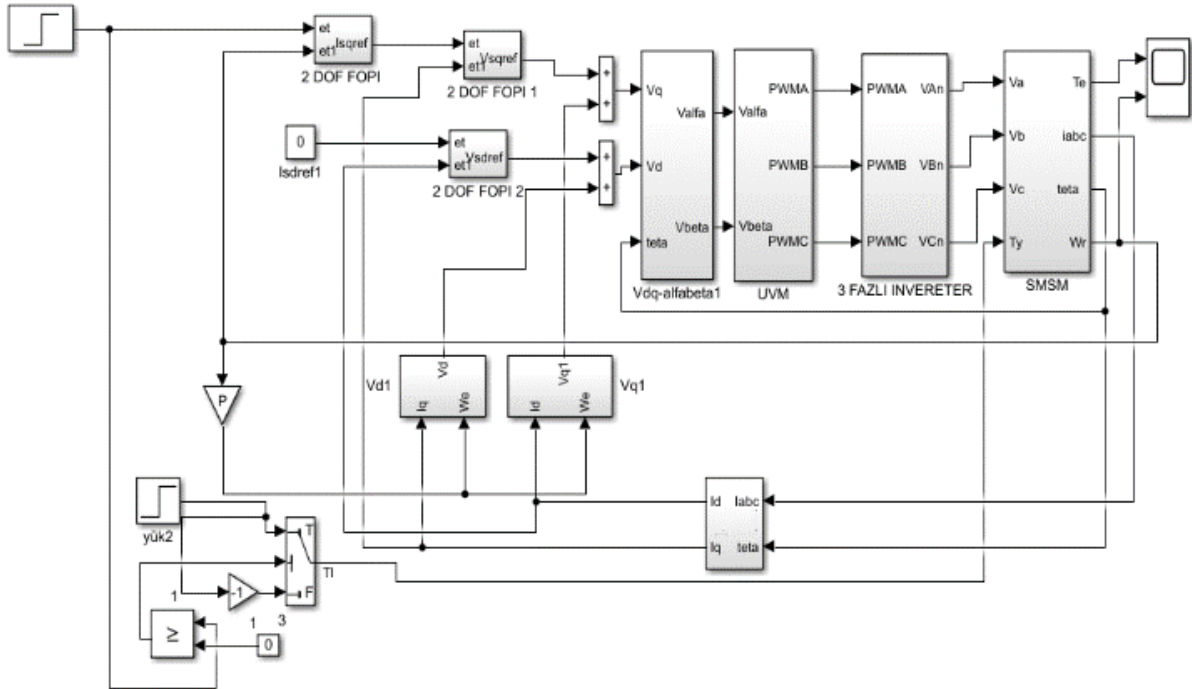 et
et1
Isqref
2 DOF FOPI
et
et1
Vsqref
2 DOF FOPI 1
0
Isdref1
et
et1
Vsdref
2 DOF FOPI 2
+
+
+
+
Vq
Vd
teta
Valfa
Vbeta
Vdq-alfabeta1
Valfa
Vbeta
PWMA
PWMB
PWMC
UVM
PWMA
PWMB
PWMC
VAn
VBn
VCn
3 FAZLI INVERETER
Va
Vb
Vc
Ty
Te
iabc
teta
Wr
SMSM
P
Vd1
Vd
Iq
We
Vq1
Id
We
Vq1
Id
Iq
Iabc
teta
yük2
T
F
Tl
-1
1
≥
1
3
0